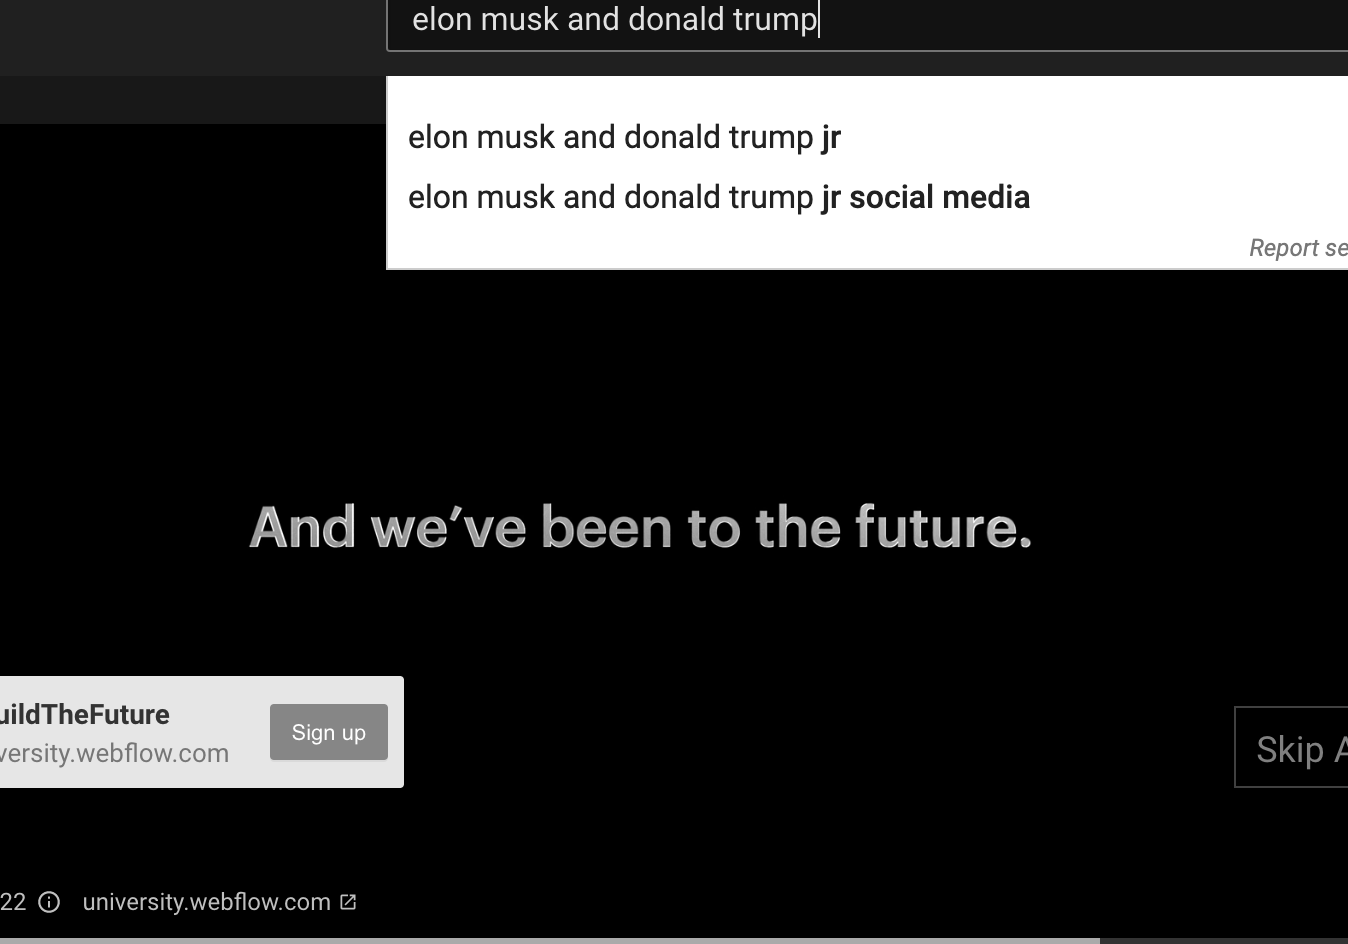 elon musk and donald trump
elon musk and donald trump jr
elon musk and donald trump jr social media
Report se
And we've been to the future.
uildTheFuture
versity.webflow.com
Sign up
Skip A
22 university.webflow.com